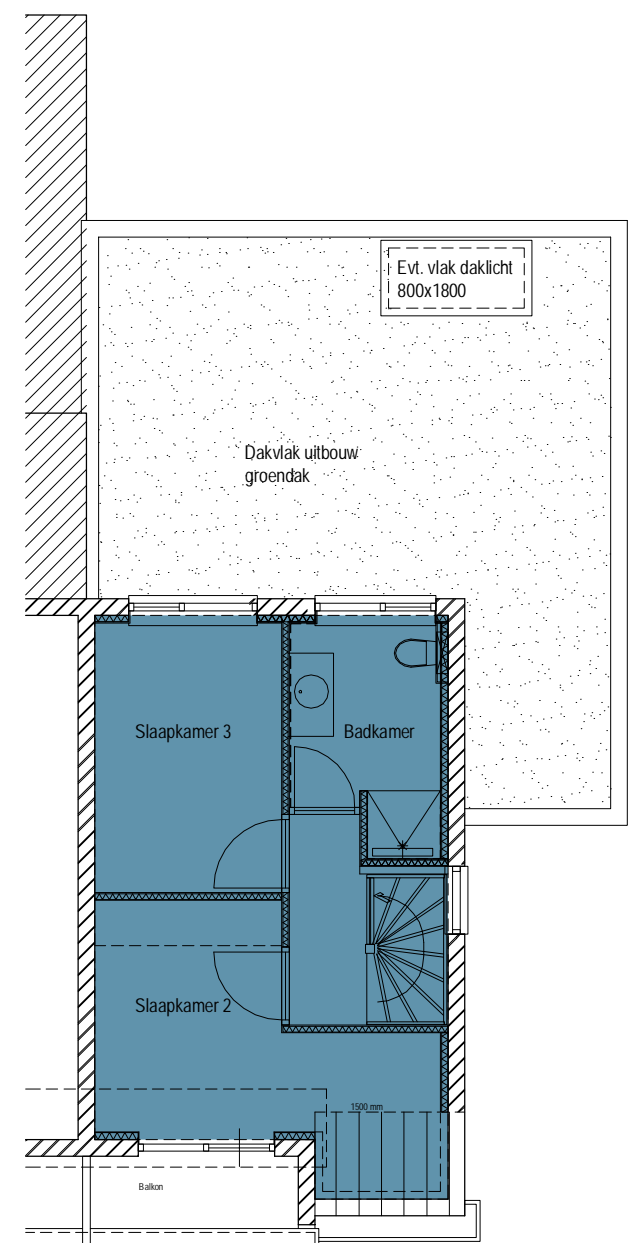 Evt. vlak daklicht
800x1800
Dakvlak uitbouw
groendak
Slaapkamer 3
Badkamer
Slaapkamer 2
1500 mm
Balkon